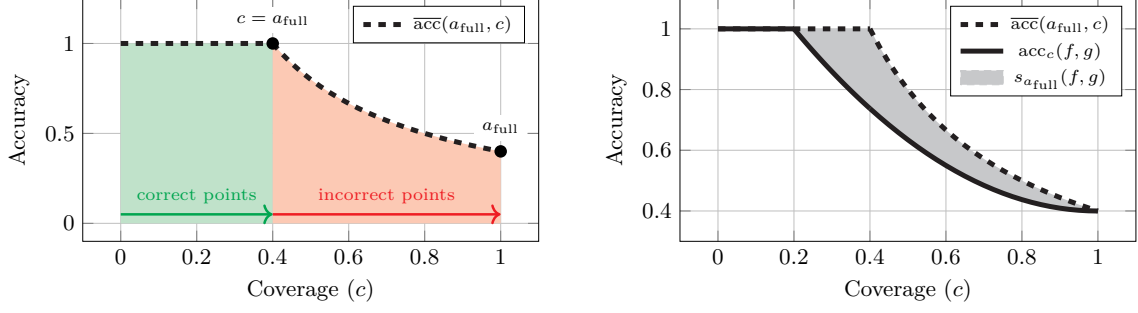 c = a_full
acc̅(a_full, c)
1
0.5
0
Accuracy
a_full
correct points
incorrect points
0 0.2 0.4 0.6 0.8 1
Coverage (c)
acc̅(a_full, c)
acc_c(f, g)
s_{a_full}(f, g)
1
0.8
0.6
0.4
Accuracy
0 0.2 0.4 0.6 0.8 1
Coverage (c)